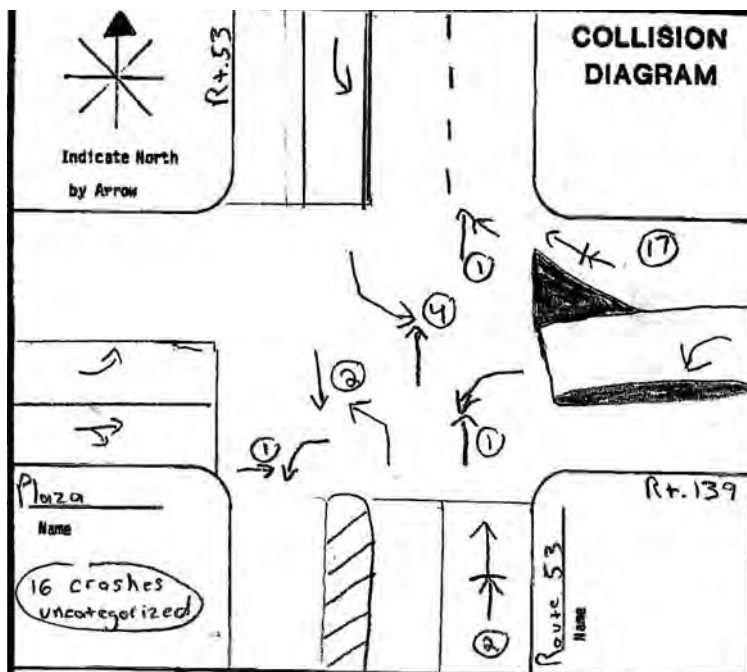 Rt.53
COLLISION
DIAGRAM
Indicate North
by Arrow
1
17
4
2
1
1
Plaza
Name
16 crashes
uncategorized
2
Rt.139
Route 53
Name